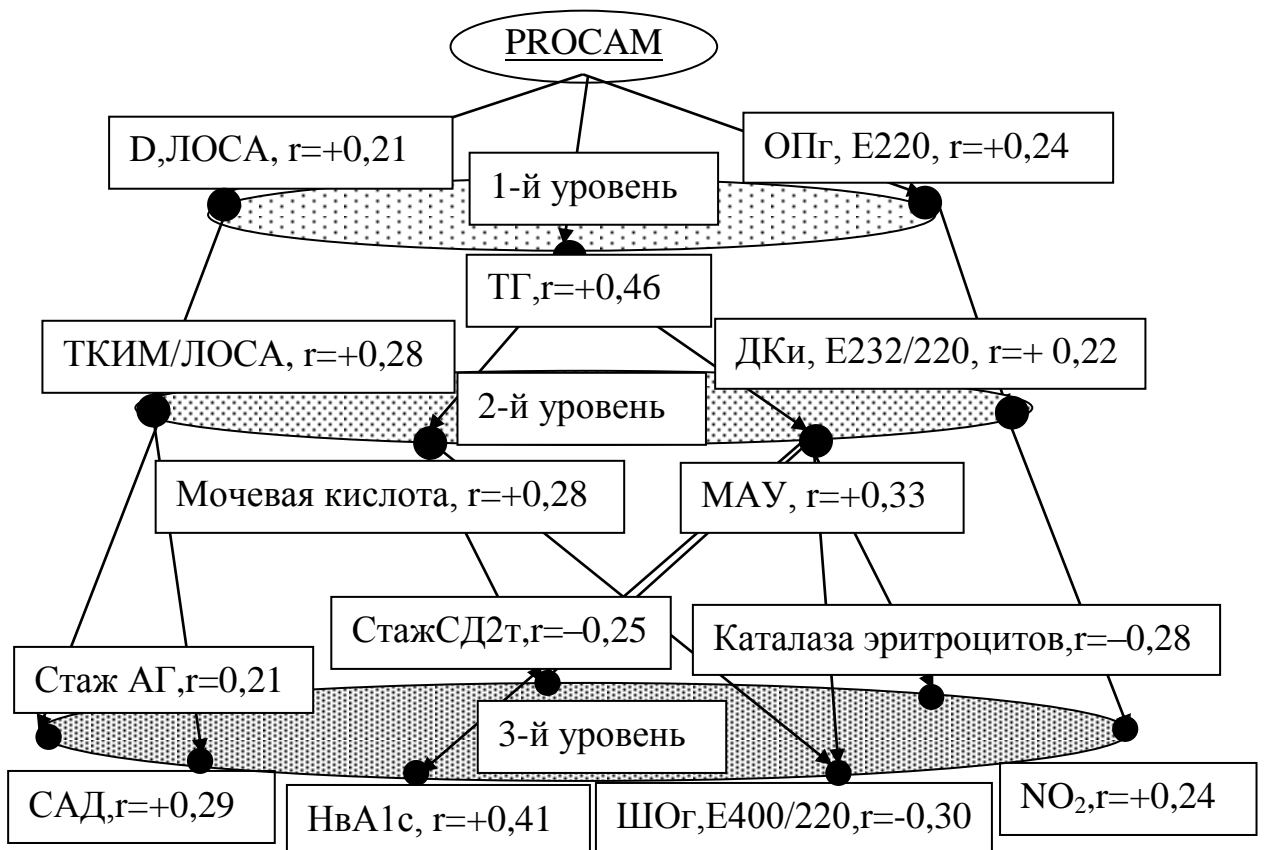 PROCAM
D,ЛОСА, r=+0,21
ОПг, Е220, r=+0,24
1-й уровень
ТГ,r=+0,46
ТКИМ/ЛОСА, r=+0,28
ДКи, Е232/220, r=+ 0,22
2-й уровень
Мочевая кислота, r=+0,28
МАУ, r=+0,33
СтажСД2т,r=–0,25
Каталаза эритроцитов,r=–0,28
Стаж АГ,r=0,21
3-й уровень
САД,r=+0,29
НвА1с, r=+0,41
ШОг,Е400/220,r=-0,30
NO₂,r=+0,24